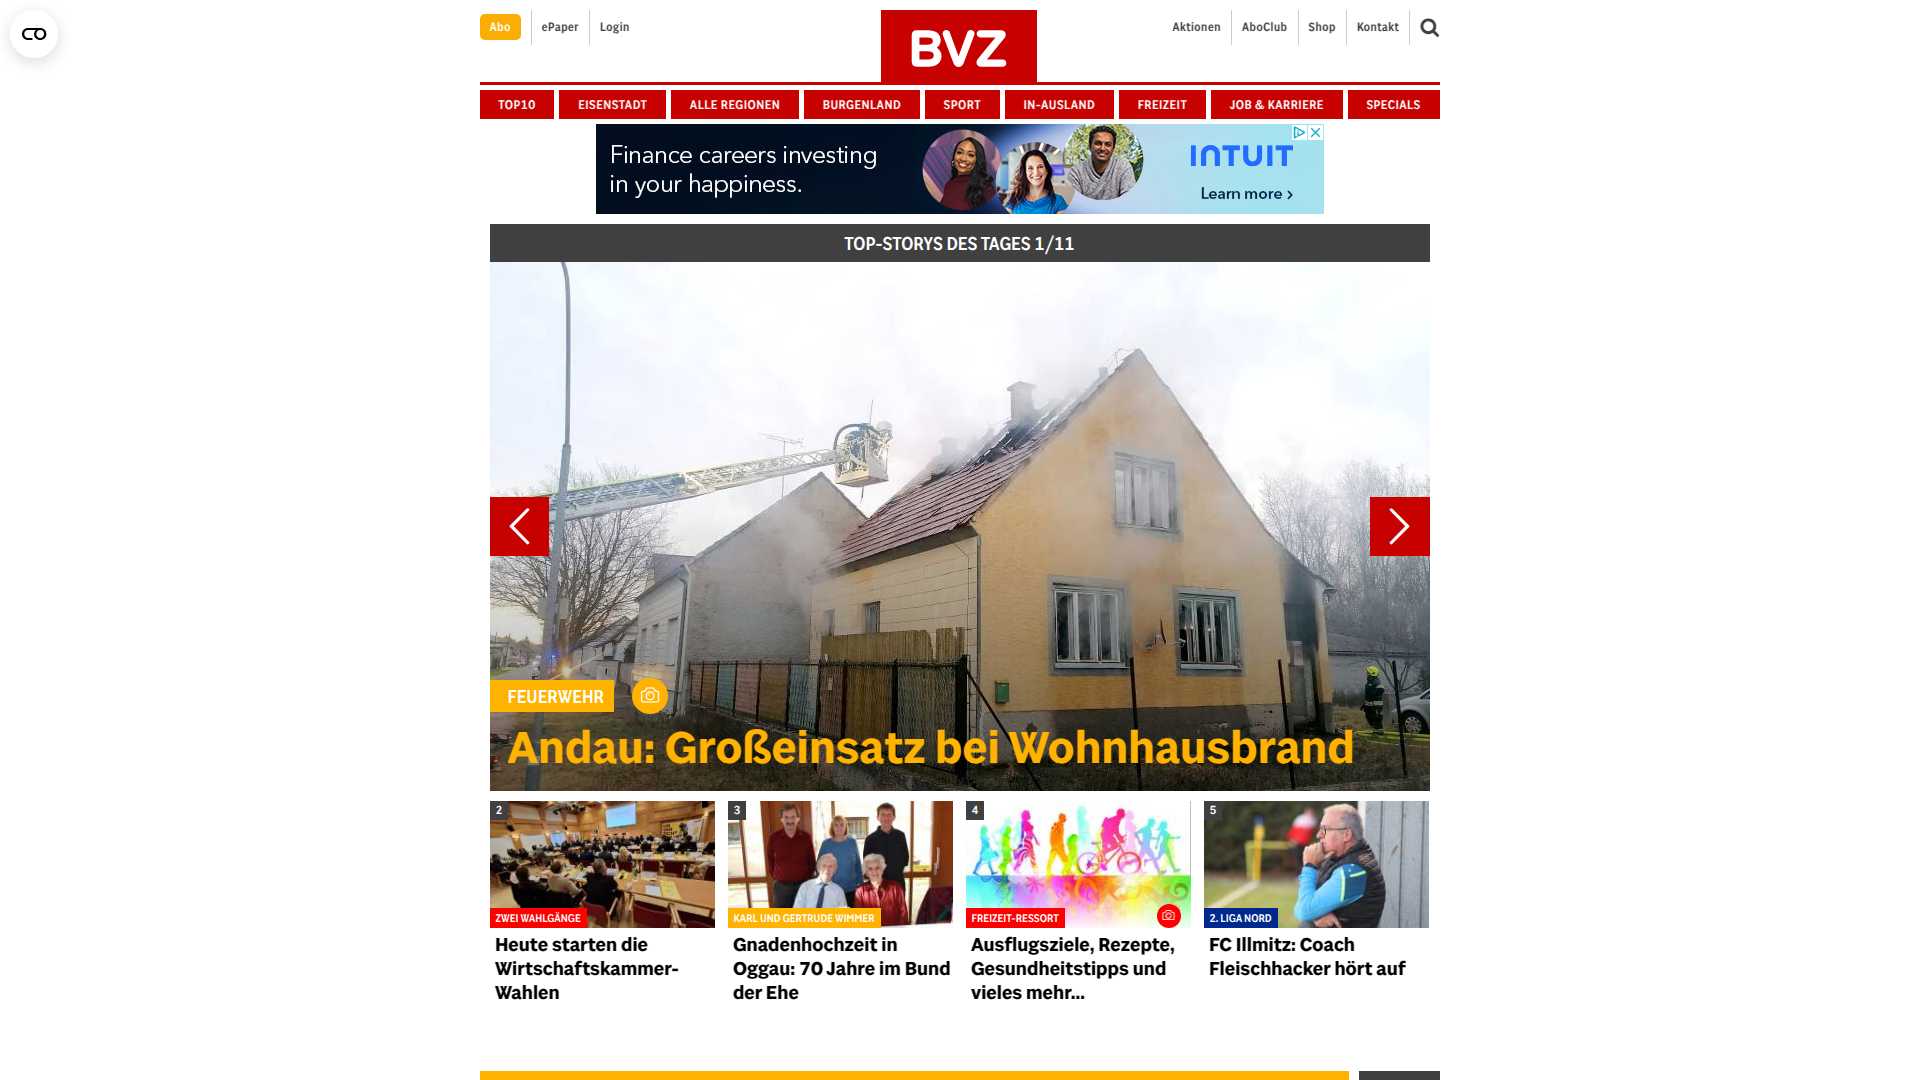 Abo
ePaper
Login
BVZ
Aktionen
AboClub
Shop
Kontakt
TOP10
EISENSTADT
ALLE REGIONEN
BURGENLAND
SPORT
IN-AUSLAND
FREIZEIT
JOB & KARRIERE
SPECIALS
Finance careers investing
in your happiness.
INTUIT
Learn more ›
TOP-STORYS DES TAGES 1/11
FEUERWEHR
Andau: Großeinsatz bei Wohnhausbrand
2
ZWEI WAHLGÄNGE
Heute starten die
Wirtschaftskammer-
Wahlen
3
KARL UND GERTRUDE WIMMER
Gnadenhochzeit in
Oggau: 70 Jahre im Bund
der Ehe
4
FREIZEIT-RESSORT
Ausflugsziele, Rezepte,
Gesundheitstipps und
vieles mehr...
5
2. LIGA NORD
FC Illmitz: Coach
Fleischhacker hört auf